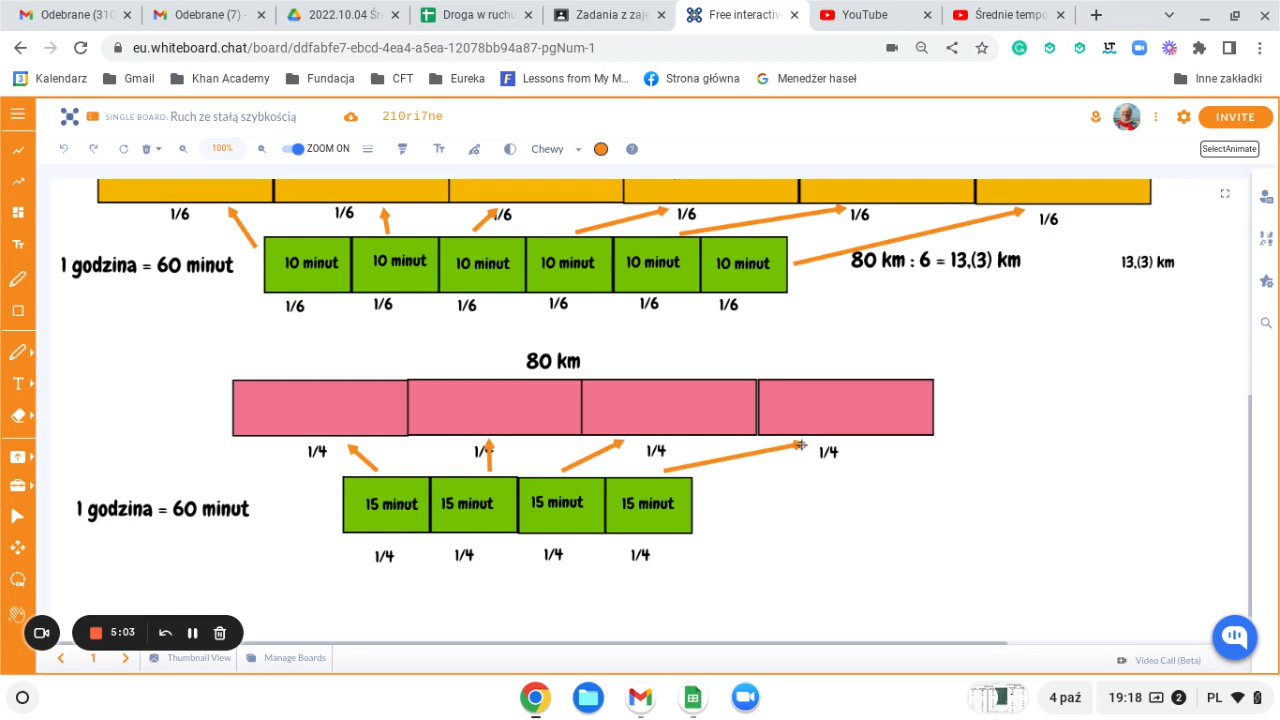 Odebrane (310
Odebrane (7) -
2022.10.04 Śr
Droga w ruchu
Zadania z zaje
Free interactiv
YouTube
Średnie tempo
eu.whiteboard.chat/board/ddfabfe7-ebcd-4ea4-a5ea-12078bb94a87-pgNum-1
Kalendarz
Gmail
Khan Academy
Fundacja
CFT
Eureka
Lessons from My M...
Strona główna
Menedżer haseł
Inne zakładki
SINGLE BOARD: Ruch ze stałą szybkością
210ri7ne
INVITE
100%
ZOOM ON
Chewy
SelectAnimate
1/6 1/6 1/6 1/6 1/6 1/6
1 godzina = 60 minut
10 minut 10 minut 10 minut 10 minut 10 minut 10 minut
80 km : 6 = 13,(3) km
13,(3) km
1/6 1/6 1/6 1/6 1/6 1/6
80 km
1/4 1/4 1/4 1/4
1 godzina = 60 minut
15 minut 15 minut 15 minut 15 minut
1/4 1/4 1/4 1/4
5:03
1
Thumbnail View
Manage Boards
Video Call (Beta)
4 paź
19:18
2
PL